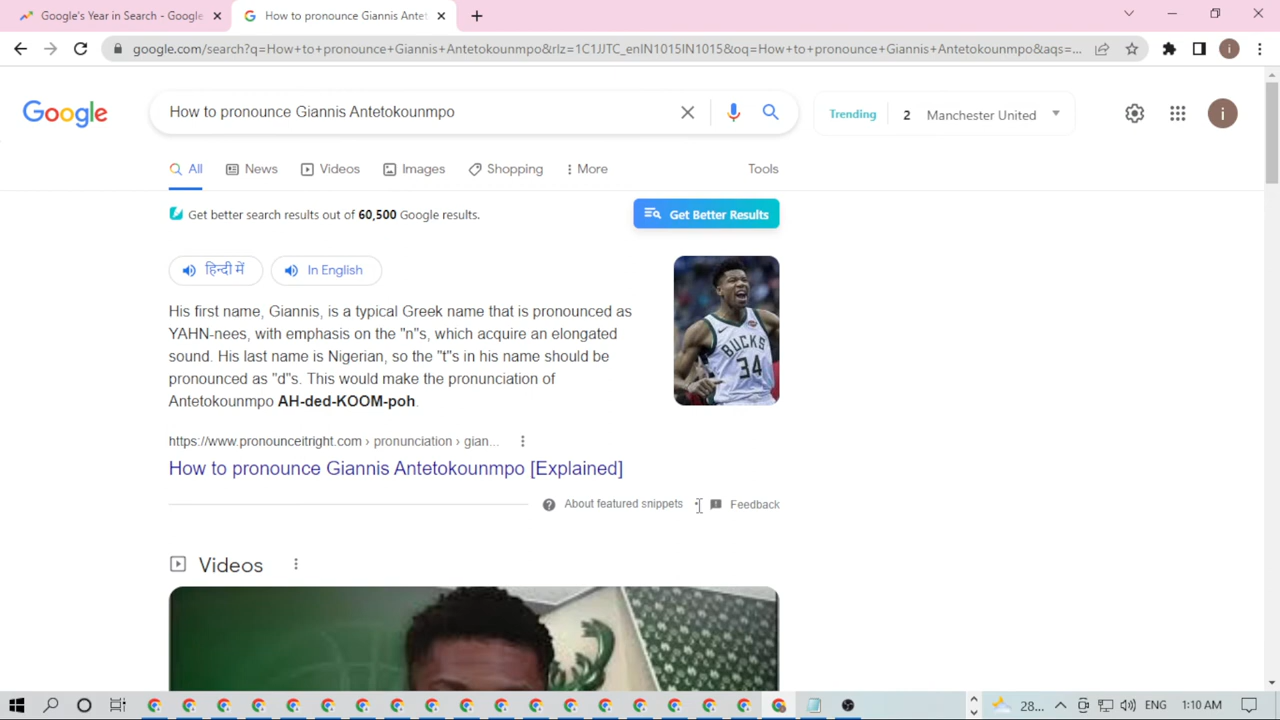 Google's Year in Search - Google
How to pronounce Giannis Antet
google.com/search?q=How+to+pronounce+Giannis+Antetokounmpo&rlz=1C1JJTC_enIN1015IN1015&oq=How+to+pronounce+Giannis+Antetokounmpo&aqs=...
i
Google
How to pronounce Giannis Antetokounmpo
Trending 2 Manchester United
i
All News Videos Images Shopping More Tools
Get better search results out of 60,500 Google results.
Get Better Results
हिन्दी में In English
His first name, Giannis, is a typical Greek name that is pronounced as
YAHN-nees, with emphasis on the "n"s, which acquire an elongated
sound. His last name is Nigerian, so the "t"s in his name should be
pronounced as "d"s. This would make the pronunciation of
Antetokounmpo AH-ded-KOOM-poh.
BUCKS
34
https://www.pronounceitright.com › pronunciation › gian...
How to pronounce Giannis Antetokounmpo [Explained]
About featured snippets • Feedback
Videos
28... ENG 1:10 AM